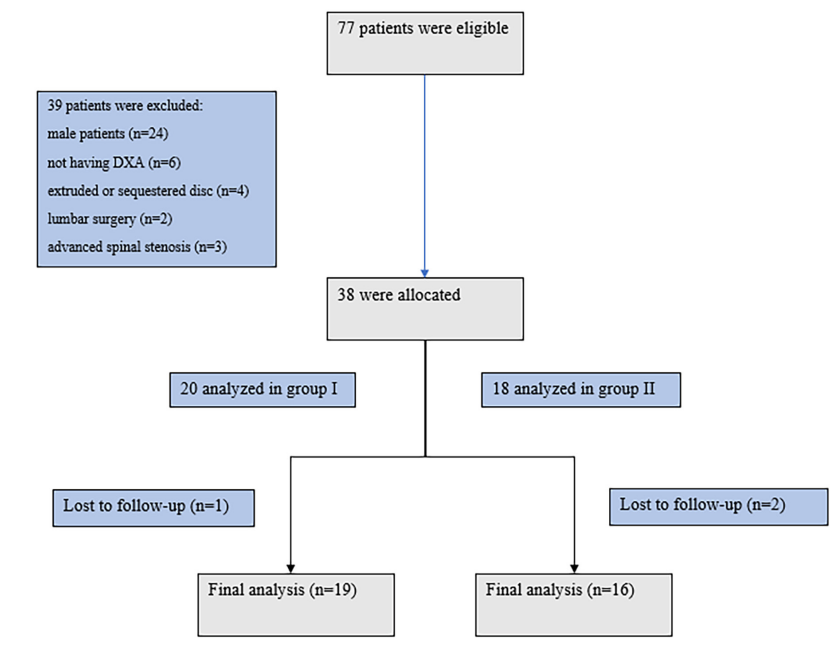 77 patients were eligible
39 patients were excluded:
male patients (n=24)
not having DXA (n=6)
extruded or sequestered disc (n=4)
lumbar surgery (n=2)
advanced spinal stenosis (n=3)
38 were allocated
20 analyzed in group I
18 analyzed in group II
Lost to follow-up (n=1)
Lost to follow-up (n=2)
Final analysis (n=19)
Final analysis (n=16)